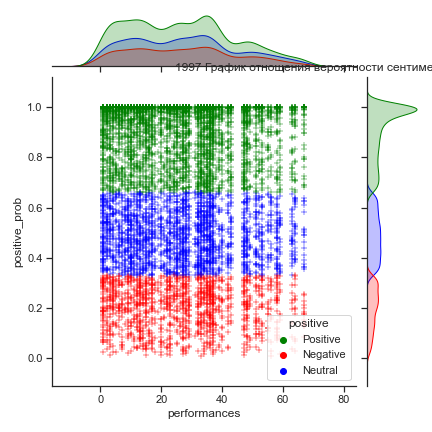 1997 График отношения вероятности сентиме
1.0
0.8
0.6
0.4
0.2
0.0
positive_prob
0 20 40 60 80
performances
positive
Positive
Negative
Neutral